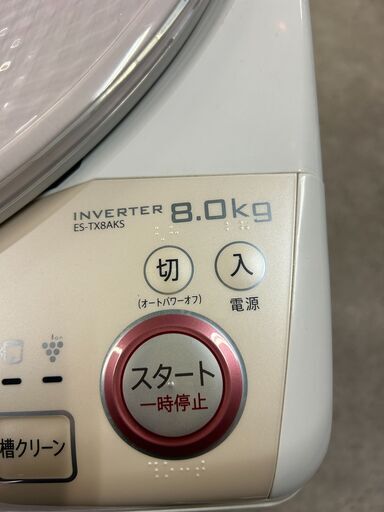 INVERTER 8.0kg
ES-TX8AKS
切 入
(オートパワーオフ) 電源
スタート
一時停止
槽クリーン